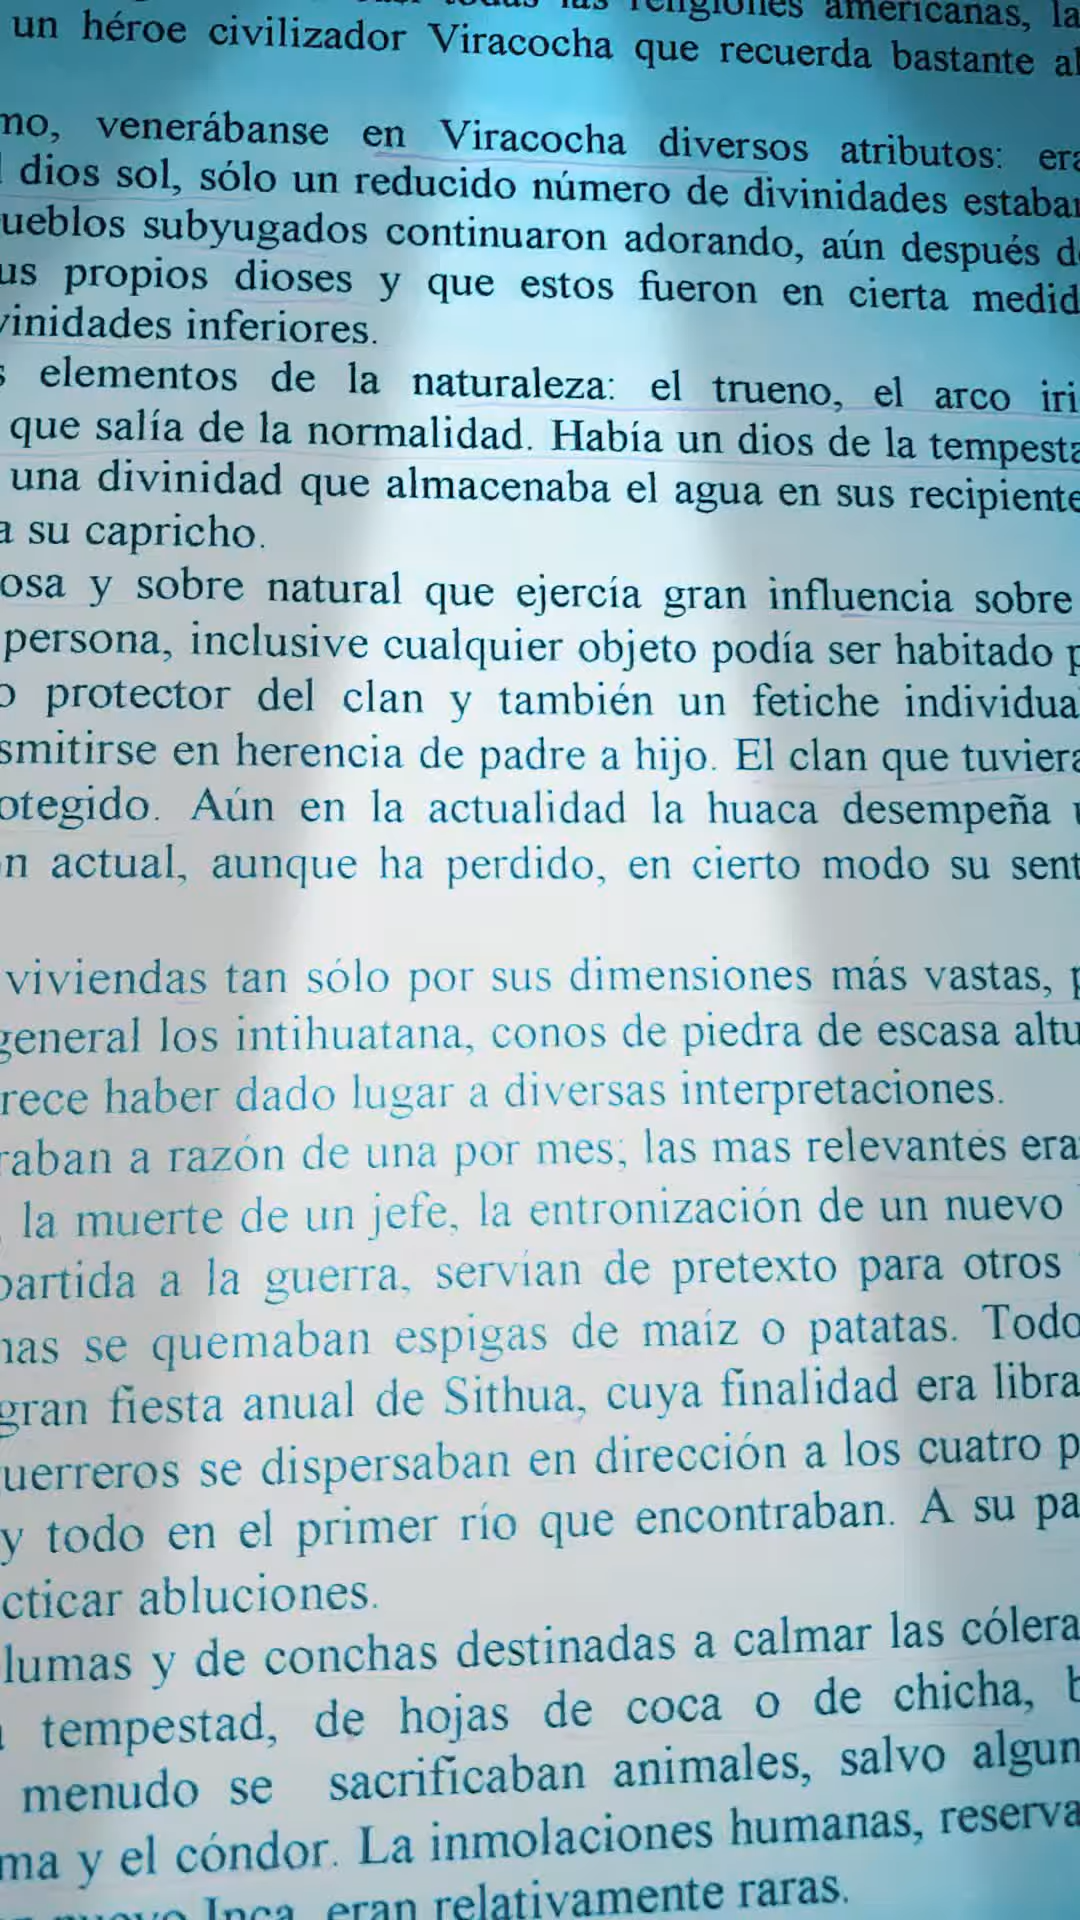 las religiones americanas, la
un héroe civilizador Viracocha que recuerda bastante al
mo, venerábanse en Viracocha diversos atributos: era
dios sol, sólo un reducido número de divinidades estaban
ueblos subyugados continuaron adorando, aún después d
us propios dioses y que estos fueron en cierta medid
vinidades inferiores.
s elementos de la naturaleza: el trueno, el arco iri
que salía de la normalidad. Había un dios de la tempesta
una divinidad que almacenaba el agua en sus recipiente
a su capricho.
osa y sobre natural que ejercía gran influencia sobre
persona, inclusive cualquier objeto podía ser habitado p
o protector del clan y también un fetiche individua
smitirse en herencia de padre a hijo. El clan que tuviera
otegido. Aún en la actualidad la huaca desempeña u
n actual, aunque ha perdido, en cierto modo su sent
viviendas tan sólo por sus dimensiones más vastas, p
general los intihuatana, conos de piedra de escasa altu
rece haber dado lugar a diversas interpretaciones.
raban a razón de una por mes; las mas relevantes era
la muerte de un jefe, la entronización de un nuevo
partida a la guerra, servían de pretexto para otros
nas se quemaban espigas de maíz o patatas. Todo
gran fiesta anual de Sithua, cuya finalidad era libra
uerreros se dispersaban en dirección a los cuatro p
y todo en el primer río que encontraban. A su pa
cticar abluciones.
lumas y de conchas destinadas a calmar las cólera
tempestad, de hojas de coca o de chicha, b
menudo se sacrificaban animales, salvo algun
ma y el cóndor. La inmolaciones humanas, reserva
nuevo Inca, eran relativamente raras.